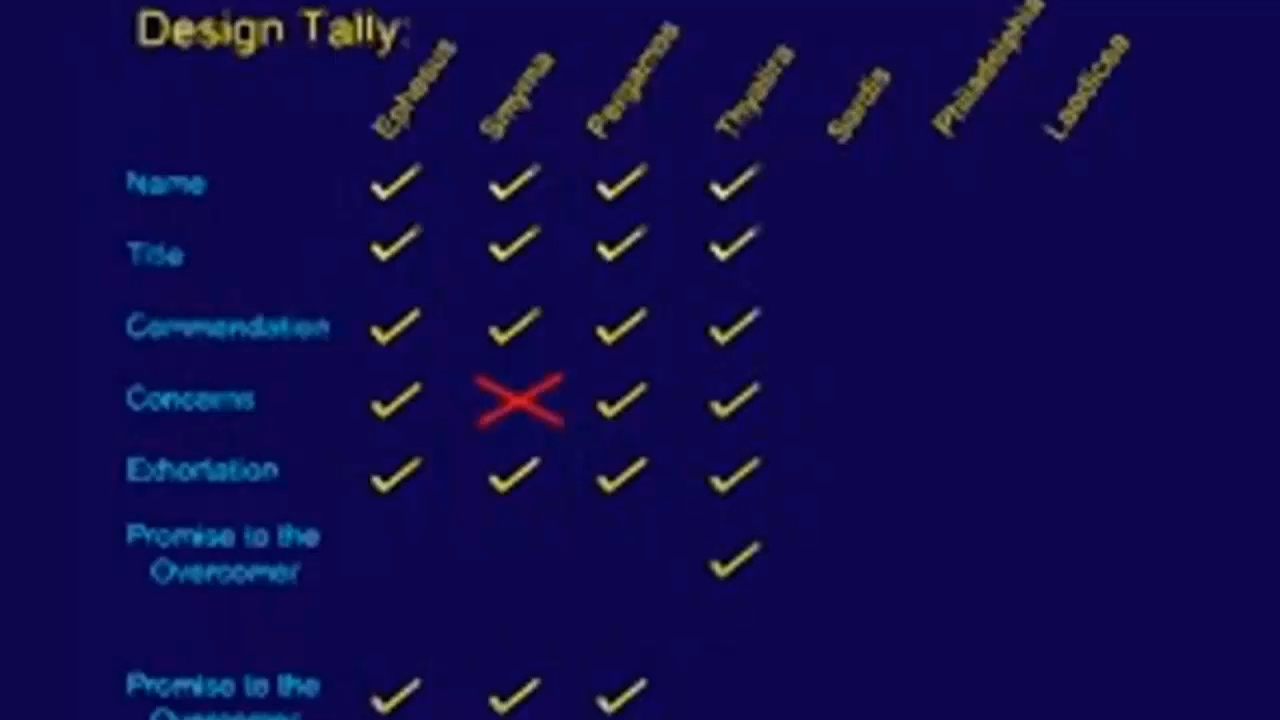 Design Tally:
Ephesus Smyrna Pergamos Thyatira Sardis Philadelphia Laodicea
Name
Title
Commendation
Concerns
Exhortation
Promise to the
Overcomer
Promise to the
Overcomer